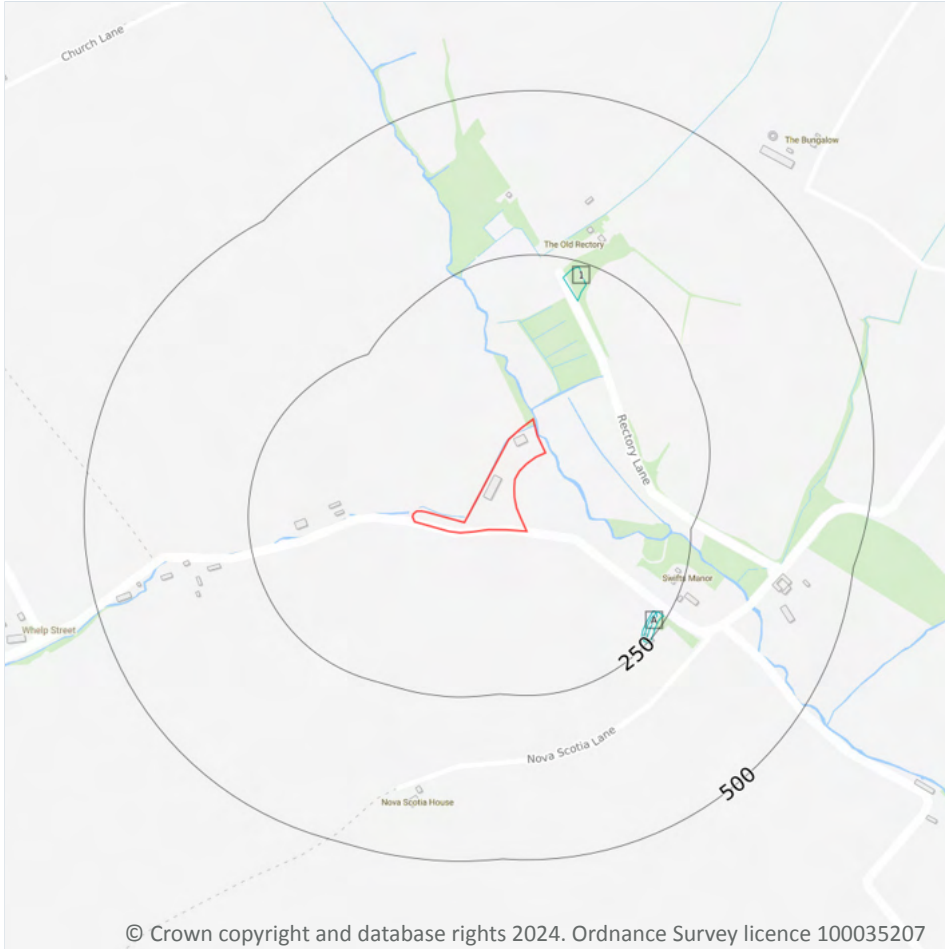 Church Lane
The Bungalow
The Old Rectory
1
Rectory Lane
Swifts Manor
A
Whelp Street
250
Nova Scotia Lane
500
Nova Scotia House
© Crown copyright and database rights 2024. Ordnance Survey licence 100035207